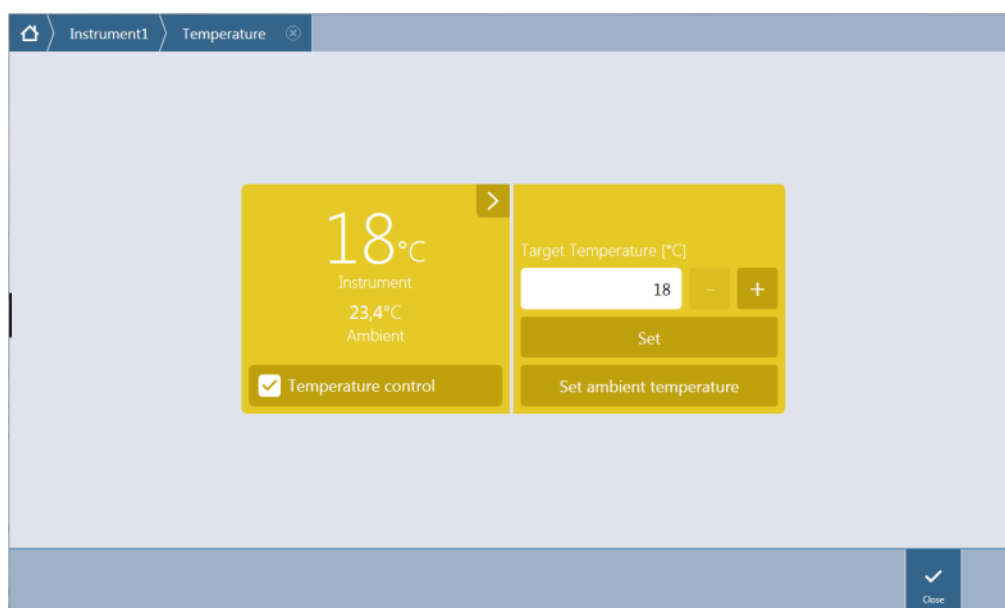 Instrument1 Temperature
18°C
Instrument
23,4°C
Ambient
Temperature control
Target Temperature [°C]
18 - +
Set
Set ambient temperature
Close